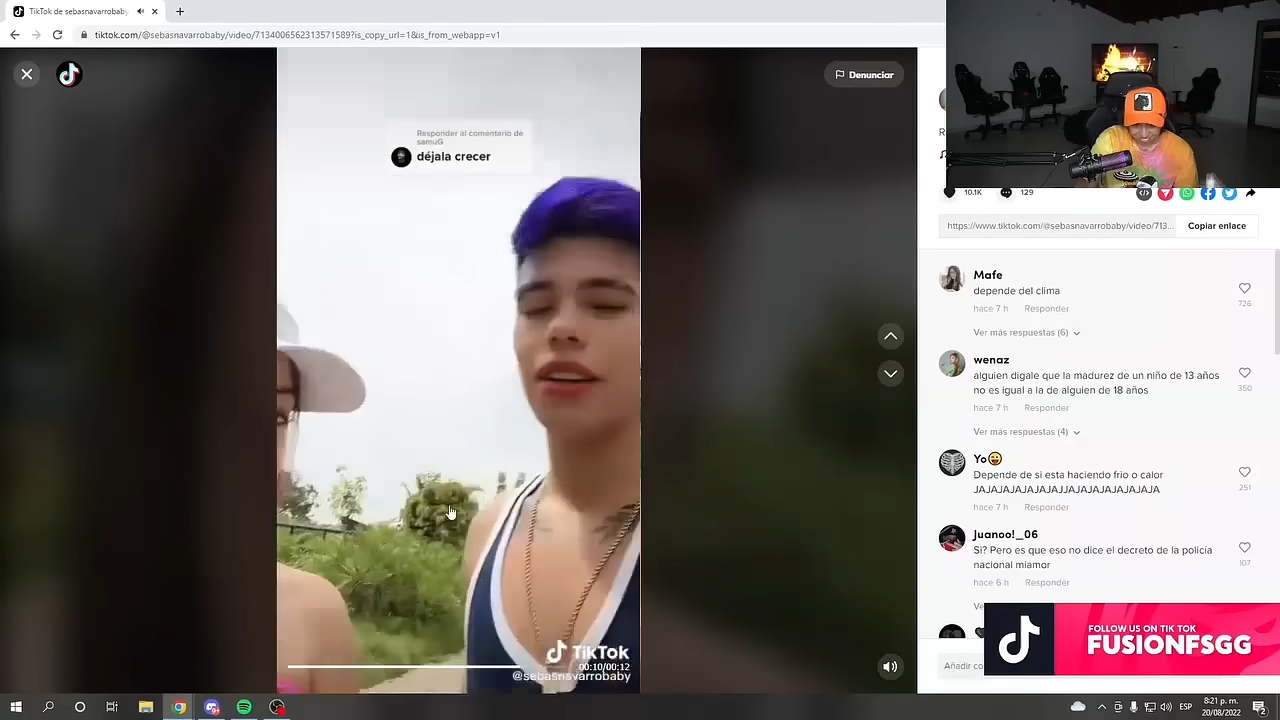 TikTok de sebasnavarrobaby
tiktok.com/@sebasnavarrobaby/video/7134006562313571589?is_copy_url=1&is_from_webapp=v1
Denunciar
Responder al comentario de
samuG
déjala crecer
TikTok
00:10/00:12
@sebasnavarrobaby
10.1K
129
https://www.tiktok.com/@sebasnavarrobaby/video/713...
Copiar enlace
Mafe
depende del clima
hace 7 h Responder
726
Ver más respuestas (6)
wenaz
alguien digale que la madurez de un niño de 13 años
no es igual a la de alguien de 18 años
350
hace 7 h Responder
Ver más respuestas (4)
Yo😜
Depende de si esta haciendo frio o calor
JAJAJAJAJAJAJAJJAJAJAJAJAJAJAJA
251
hace 7 h Responder
Juanoo!_06
Si? Pero es que eso no dice el decreto de la policía
nacional miamor
107
hace 6 h Responder
Ve
FOLLOW US ON TIK TOK
FUSIONFSGG
Añadir co
ESP
8:21 p. m.
20/08/2022